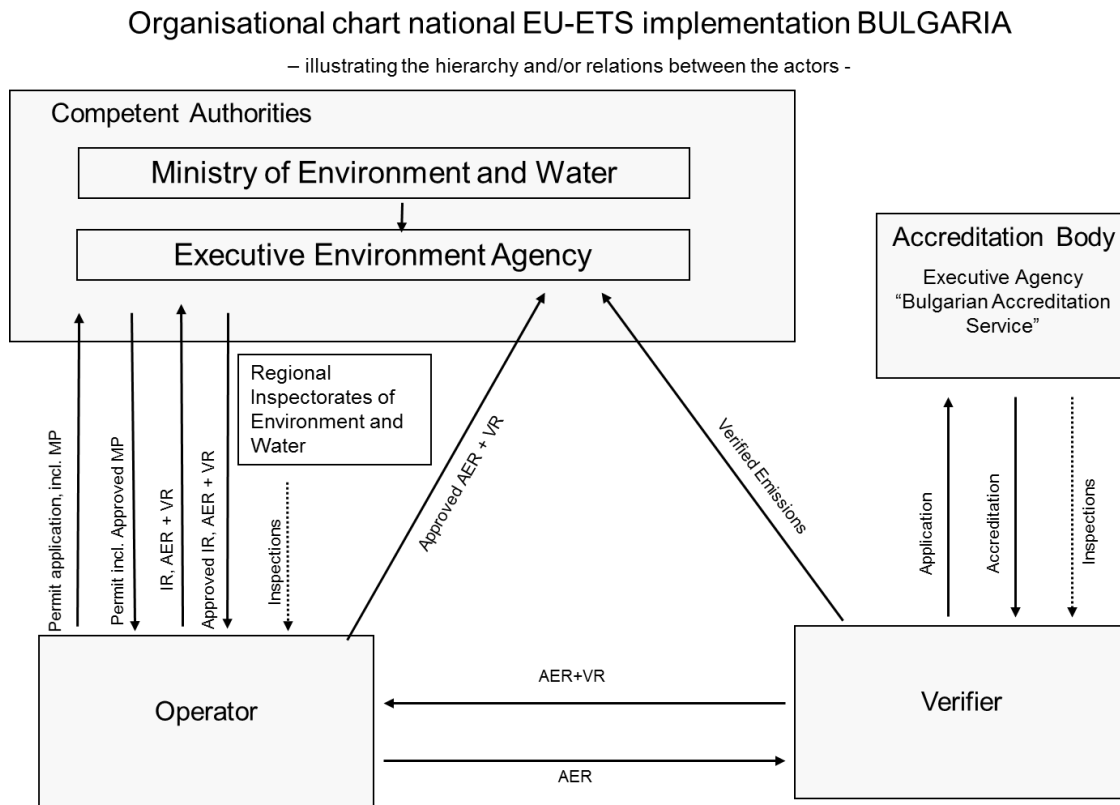 Organisational chart national EU-ETS implementation BULGARIA
– illustrating the hierarchy and/or relations between the actors -
Competent Authorities
Ministry of Environment and Water
Executive Environment Agency
Accreditation Body
Executive Agency
“Bulgarian Accreditation
Service”
Regional
Inspectorates of
Environment and
Water
Permit application, incl. MP
Permit incl. Approved MP
IR, AER + VR
Approved IR, AER + VR
Inspections
Approved AER + VR
Verified Emissions
Application
Accreditation
Inspections
Operator
AER+VR
AER
Verifier